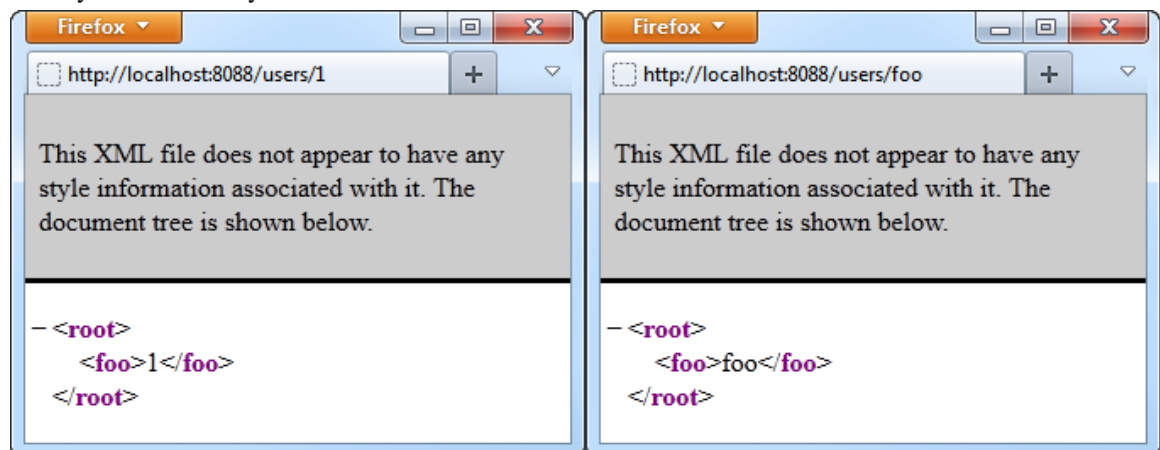 Firefox
http://localhost:8088/users/1
This XML file does not appear to have any
style information associated with it. The
document tree is shown below.
– <root>
<foo>1</foo>
</root>
Firefox
http://localhost:8088/users/foo
This XML file does not appear to have any
style information associated with it. The
document tree is shown below.
– <root>
<foo>foo</foo>
</root>